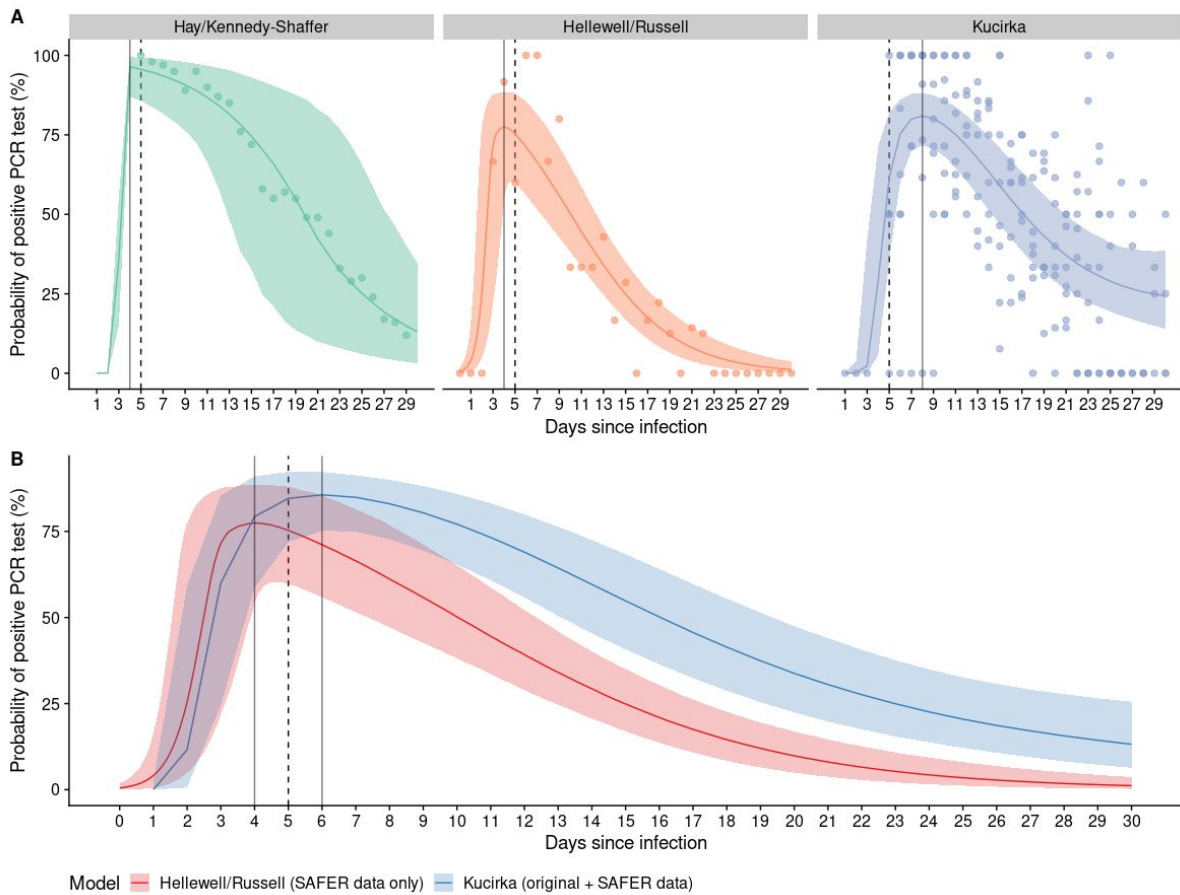 A
Hay/Kennedy-Shaffer Hellewell/Russell Kucirka
Probability of positive PCR test (%)
100
75
50
25
0
1 3 5 7 9 11 13 15 17 19 21 23 25 27 29 1 3 5 7 9 11 13 15 17 19 21 23 25 27 29 1 3 5 7 9 11 13 15 17 19 21 23 25 27 29
Days since infection
B
Probability of positive PCR test (%)
75
50
25
0
0 1 2 3 4 5 6 7 8 9 10 11 12 13 14 15 16 17 18 19 20 21 22 23 24 25 26 27 28 29 30
Days since infection
Model Hellewell/Russell (SAFER data only) Kucirka (original + SAFER data)